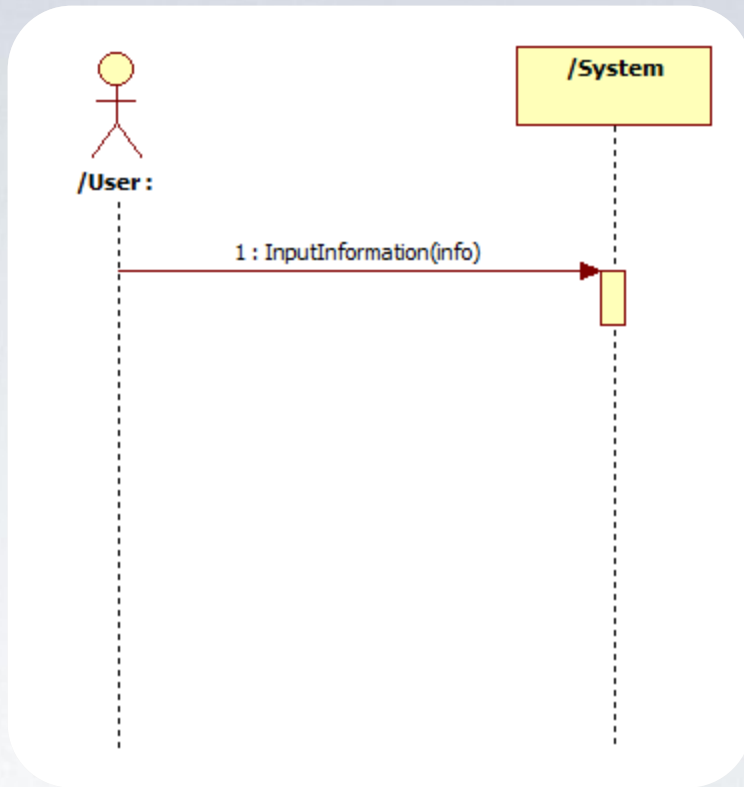 /System
/User :
1 : InputInformation(info)